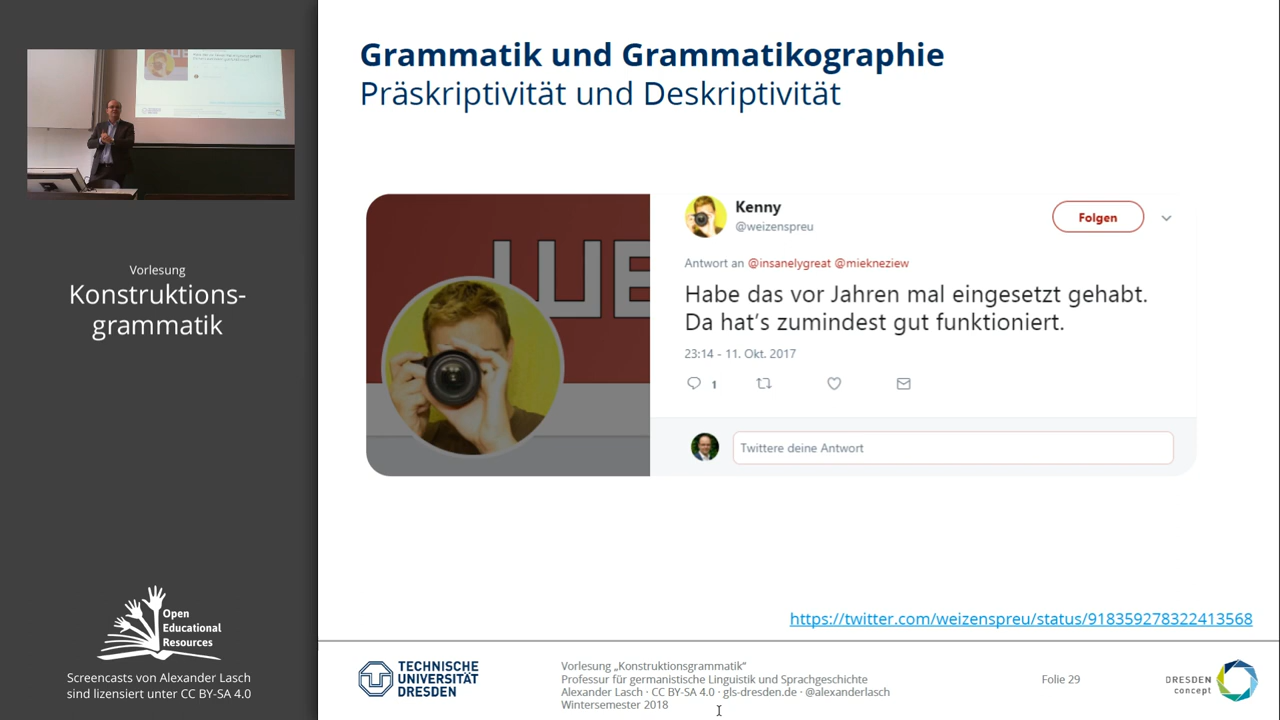 Grammatik und Grammatikographie
Präskriptivität und Deskriptivität
Vorlesung
Konstruktions-
grammatik
Kenny
@weizenspreu
Folgen
Antwort an @insanelygreat @miekneziew
Habe das vor Jahren mal eingesetzt gehabt.
Da hat's zumindest gut funktioniert.
23:14 - 11. Okt. 2017
1
Twittere deine Antwort
https://twitter.com/weizenspreu/status/918359278322413568
Open
Educational
Resources
Screencasts von Alexander Lasch
sind lizensiert unter CC BY-SA 4.0
TECHNISCHE
UNIVERSITÄT
DRESDEN
Vorlesung „Konstruktionsgrammatik“
Professur für germanistische Linguistik und Sprachgeschichte
Alexander Lasch · CC BY-SA 4.0 · gls-dresden.de · @alexanderlasch
Wintersemester 2018
Folie 29
DRESDEN
concept